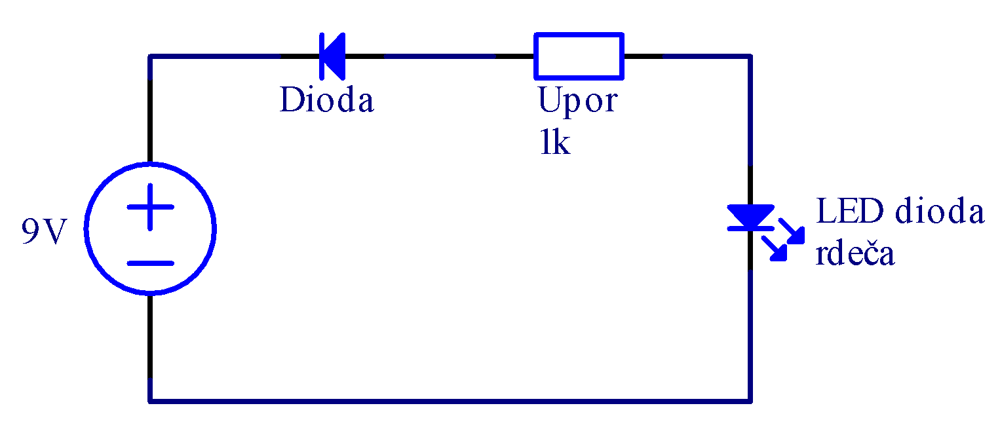 Dioda
Upor
1k
9V
LED dioda
rdeča